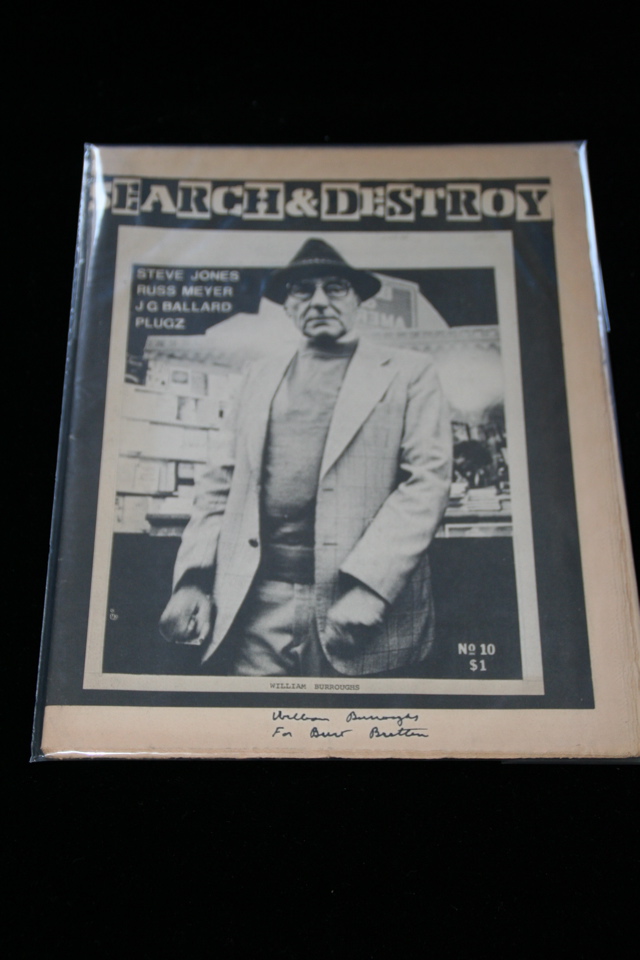 SEARCH & DESTROY
STEVE JONES
RUSS MEYER
J G BALLARD
PLUGZ
Nº 10
$1
WILLIAM BURROUGHS
William Burroughs
For Burt Britton